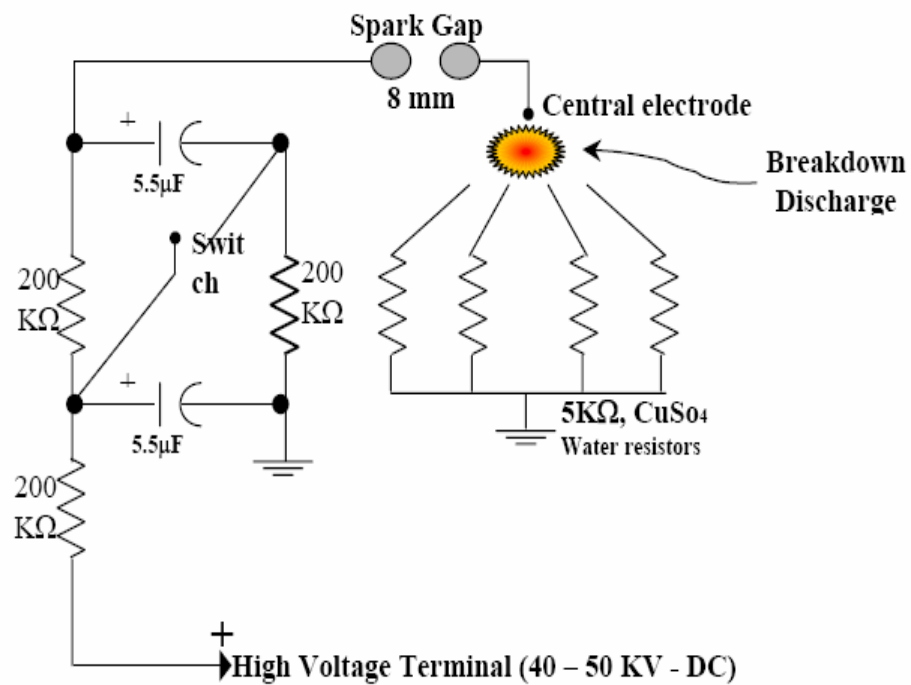 Spark Gap
8 mm
Central electrode
+
5.5µF
Breakdown
Discharge
Swit
ch
200
KΩ
200
KΩ
+
5.5µF
5KΩ, CuSo₄
Water resistors
200
KΩ
+
High Voltage Terminal (40 – 50 KV - DC)